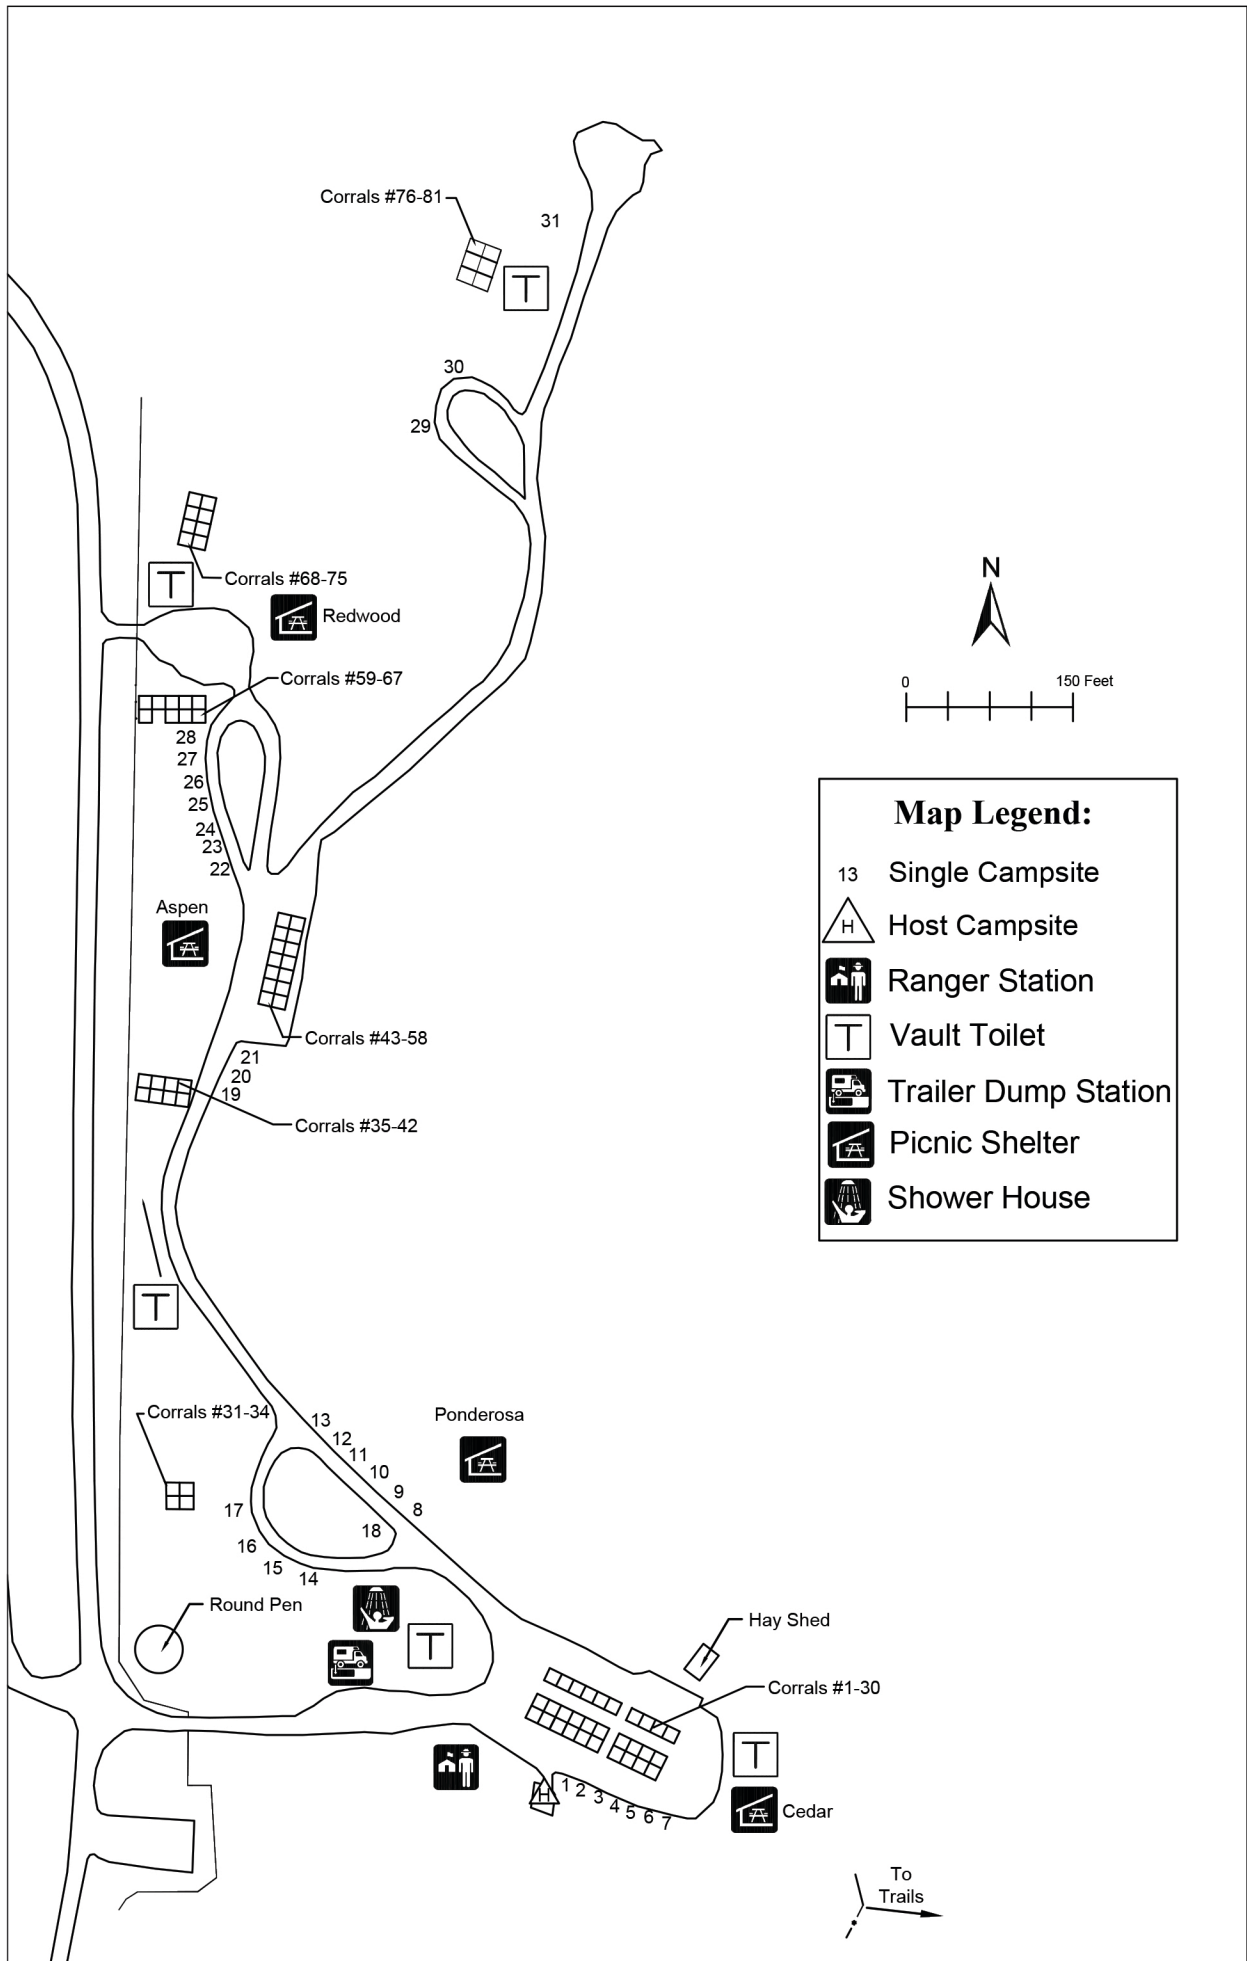 Corrals #76-81
31
T
30
29
Corrals #68-75
T
Redwood
N
Corrals #59-67
0
150 Feet
28
27
26
25
24
23
22
Map Legend:
13 Single Campsite
H Host Campsite
Ranger Station
T Vault Toilet
Trailer Dump Station
Picnic Shelter
Shower House
Aspen
Corrals #43-58
21
20
19
Corrals #35-42
T
Corrals #31-34
13
12
11
10
9
8
Ponderosa
17
18
16
15
14
Round Pen
T
Hay Shed
Corrals #1-30
T
H
1
2
3
4
5
6
7
Cedar
To
Trails